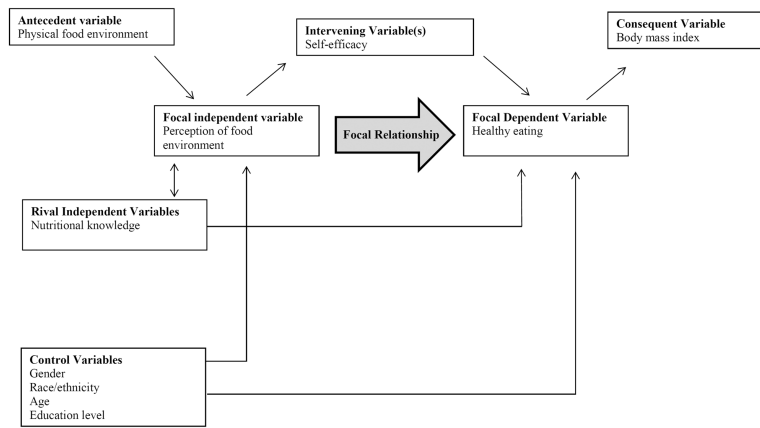 Antecedent variable
Physical food environment
Intervening Variable(s)
Self-efficacy
Consequent Variable
Body mass index
Focal independent variable
Perception of food
environment
Focal Relationship
Focal Dependent Variable
Healthy eating
Rival Independent Variables
Nutritional knowledge
Control Variables
Gender
Race/ethnicity
Age
Education level